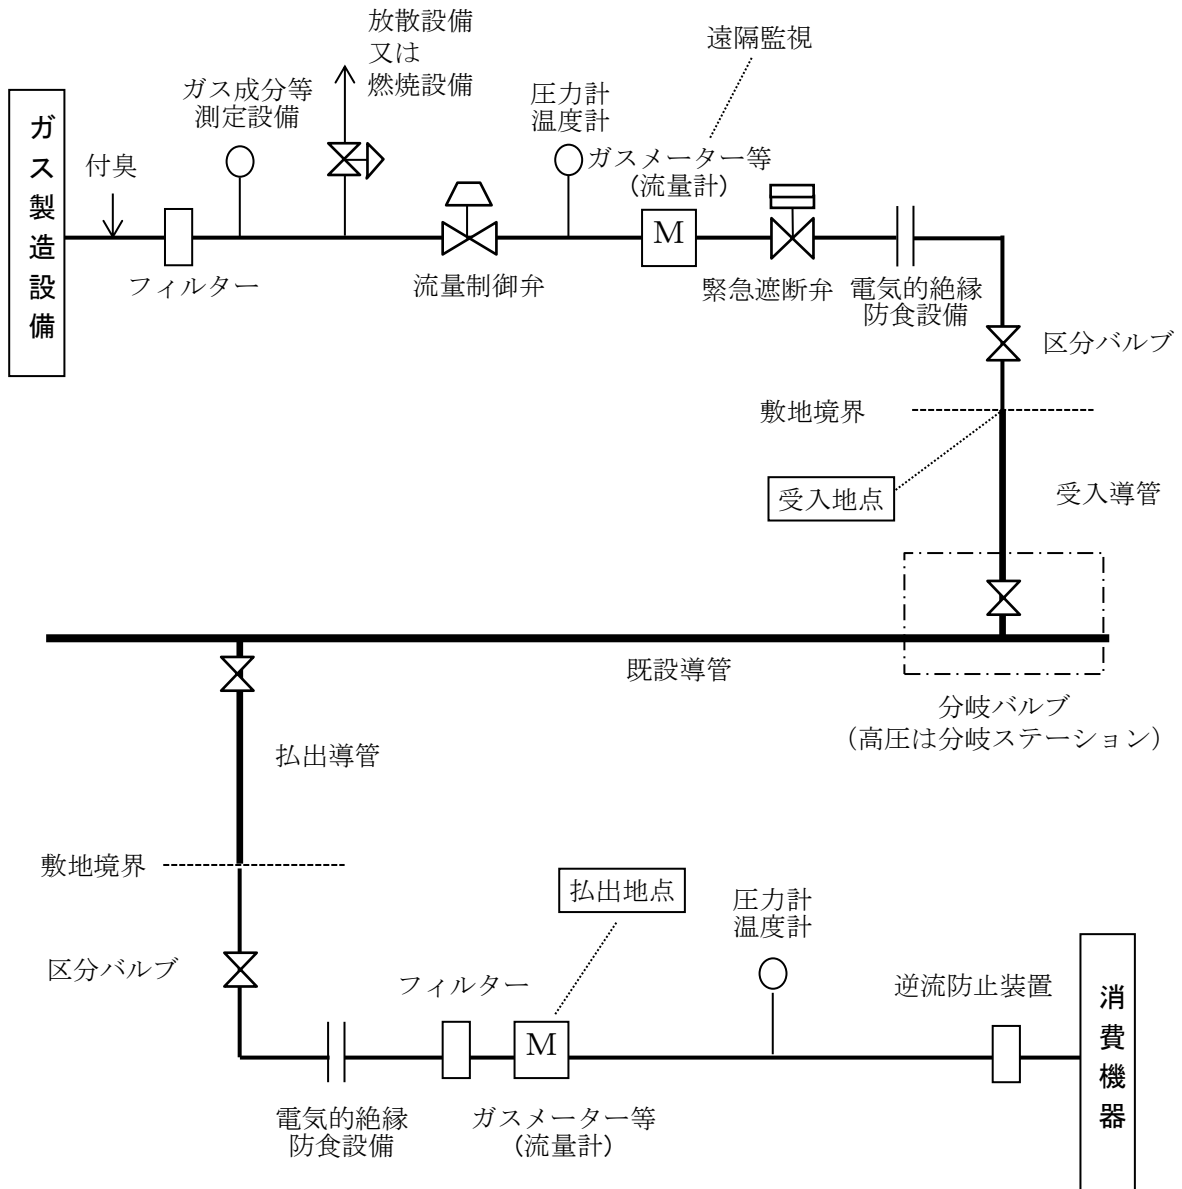 放散設備
又は
燃焼設備
遠隔監視
ガス成分等
測定設備
圧力計
温度計
ガス製造設備
付臭
ガスメーター等
（流量計）
M
フィルター
流量制御弁
緊急遮断弁
電気的絶縁
防食設備
区分バルブ
敷地境界
受入地点
受入導管
既設導管
分岐バルブ
（高圧は分岐ステーション）
払出導管
敷地境界
払出地点
圧力計
温度計
区分バルブ
フィルター
逆流防止装置
消費機器
M
電気的絶縁
防食設備
ガスメーター等
（流量計）